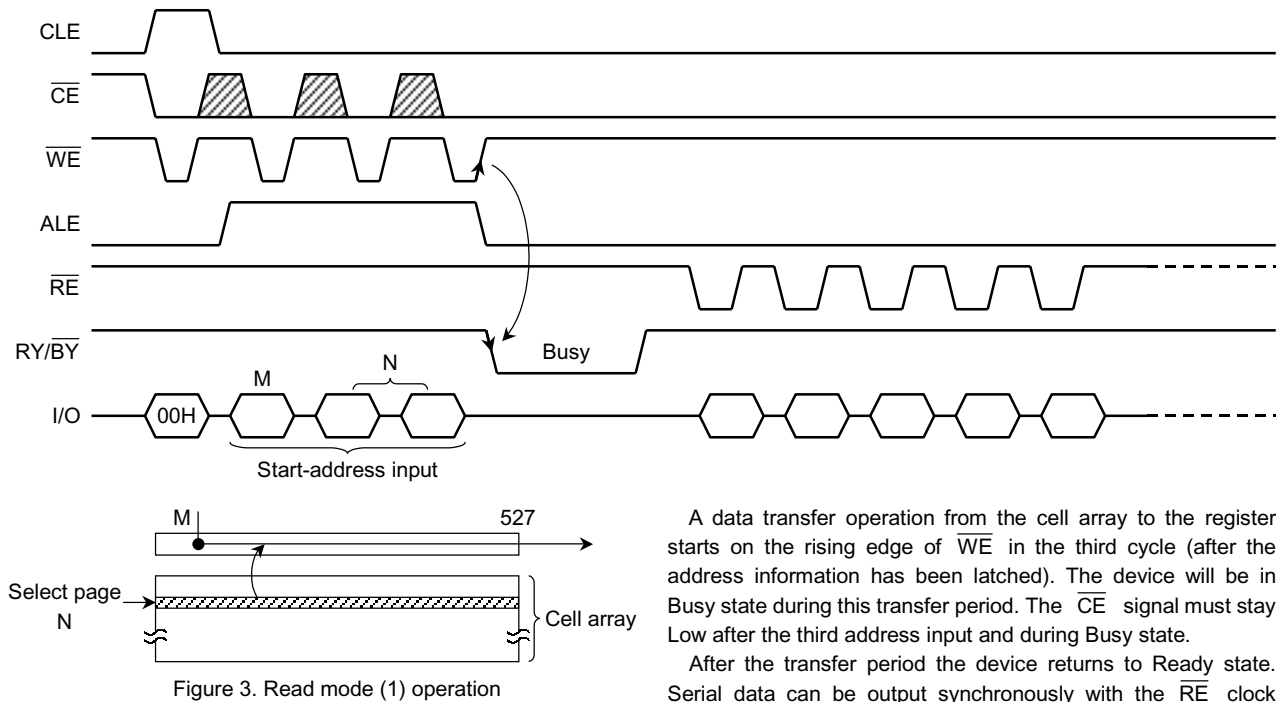 CLE
CE
WE
ALE
RE
RY/BY
Busy
N
M
I/O
00H
Start-address input
M
527
Select page
N
Cell array
Figure 3. Read mode (1) operation
A data transfer operation from the cell array to the register
starts on the rising edge of WE in the third cycle (after the
address information has been latched). The device will be in
Busy state during this transfer period. The CE signal must stay
Low after the third address input and during Busy state.
After the transfer period the device returns to Ready state.
Serial data can be output synchronously with the RE clock